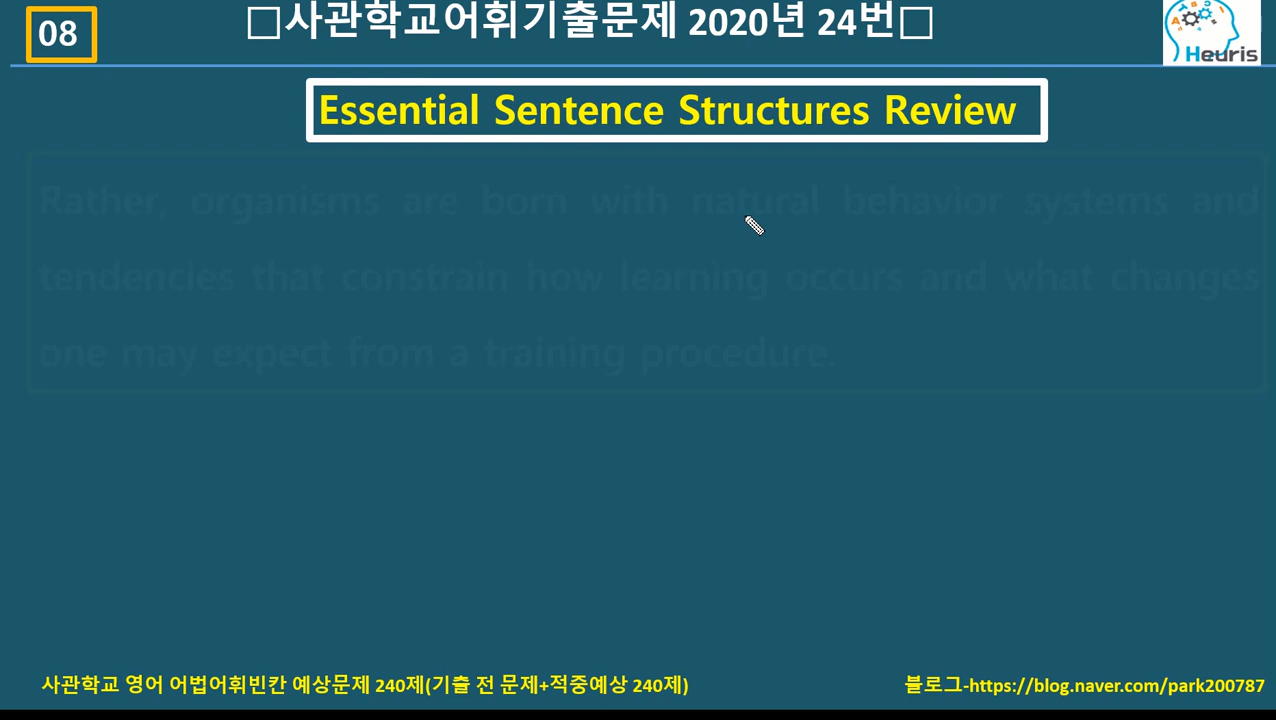 08
□사관학교어휘기출문제 2020년 24번□
Heuris
Essential Sentence Structures Review
Rather, organisms are born with natural behavior systems and
tendencies that constrain how learning occurs and what changes
one may expect from a training procedure.
사관학교 영어 어법어휘빈칸 예상문제 240제(기출 전 문제+적중예상 240제)
블로그-https://blog.naver.com/park200787